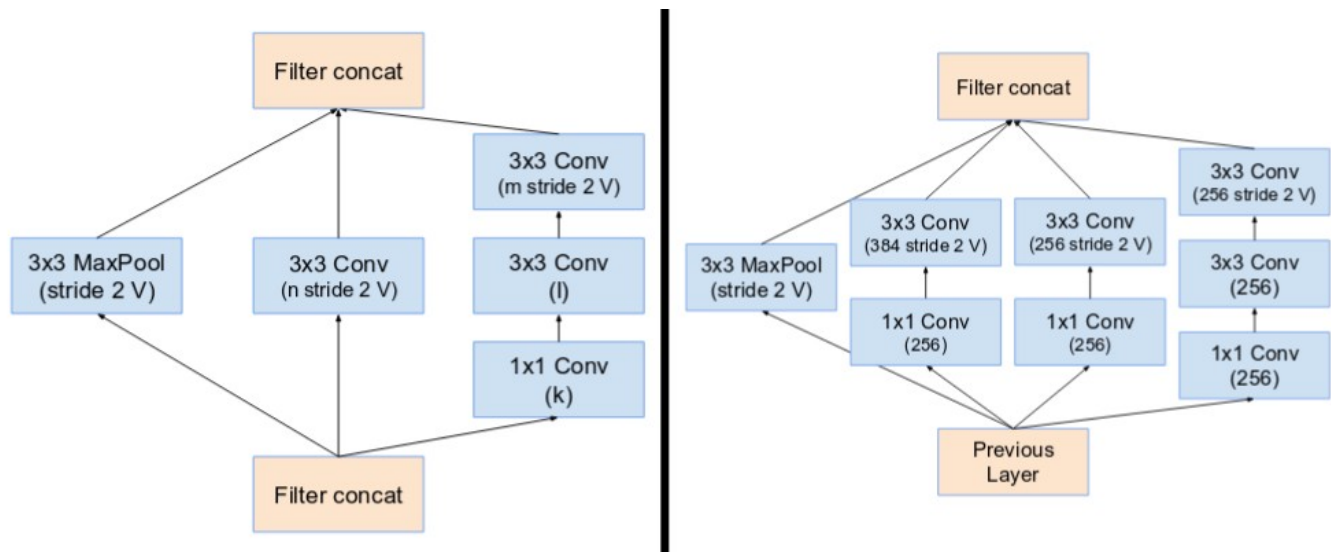 Filter concat
3x3 Conv
(m stride 2 V)
3x3 MaxPool
(stride 2 V)
3x3 Conv
(n stride 2 V)
3x3 Conv
(l)
1x1 Conv
(k)
Filter concat
Filter concat
3x3 Conv
(256 stride 2 V)
3x3 MaxPool
(stride 2 V)
3x3 Conv
(384 stride 2 V)
3x3 Conv
(256 stride 2 V)
3x3 Conv
(256)
1x1 Conv
(256)
1x1 Conv
(256)
1x1 Conv
(256)
Previous
Layer